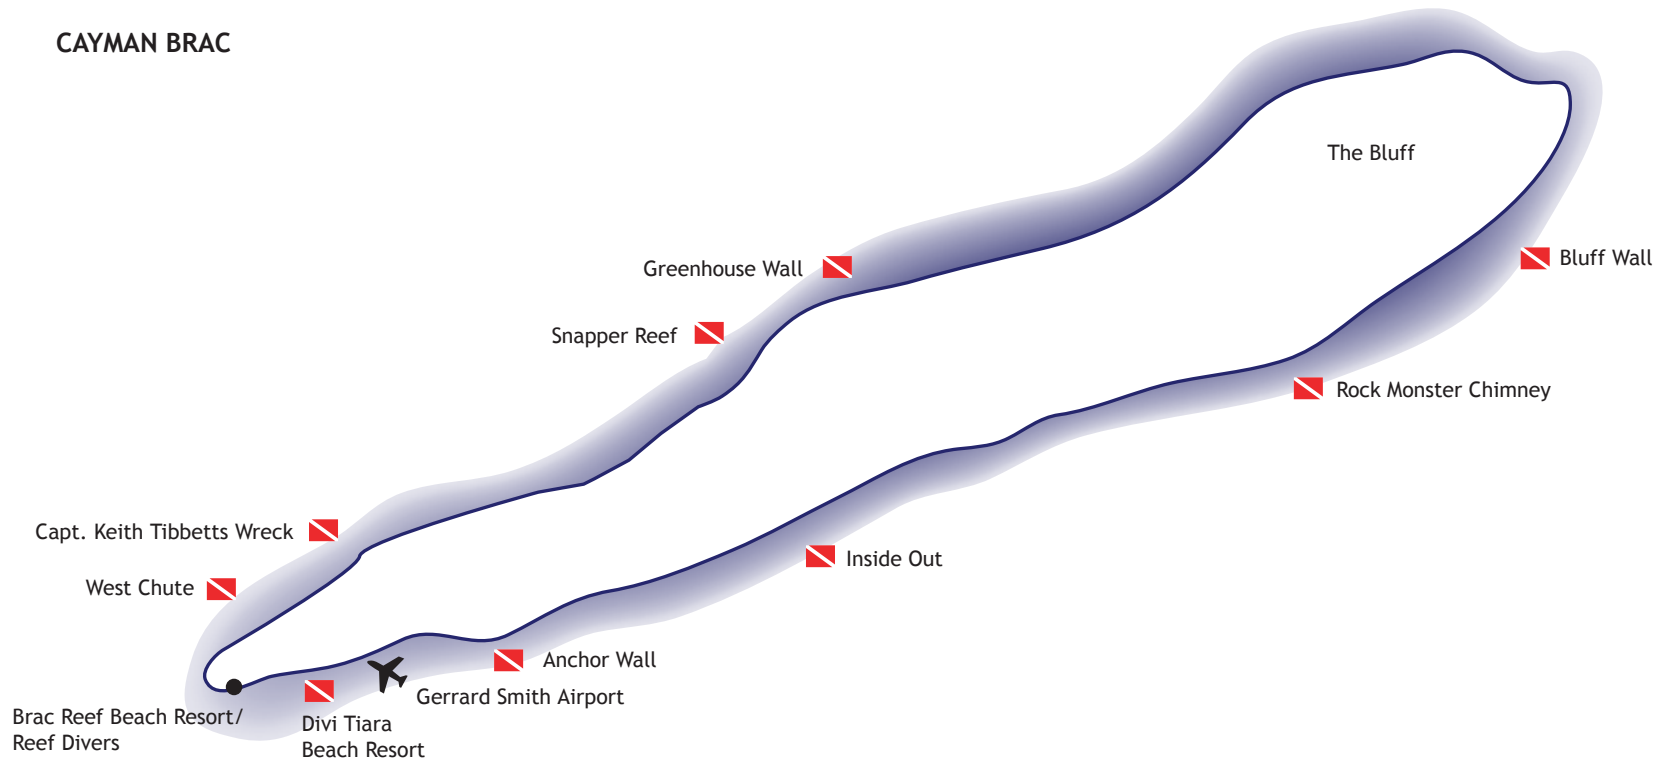 CAYMAN BRAC
The Bluff
Greenhouse Wall
Bluff Wall
Snapper Reef
Rock Monster Chimney
Capt. Keith Tibbetts Wreck
Inside Out
West Chute
Anchor Wall
Gerrard Smith Airport
Brac Reef Beach Resort/
Reef Divers
Divi Tiara
Beach Resort